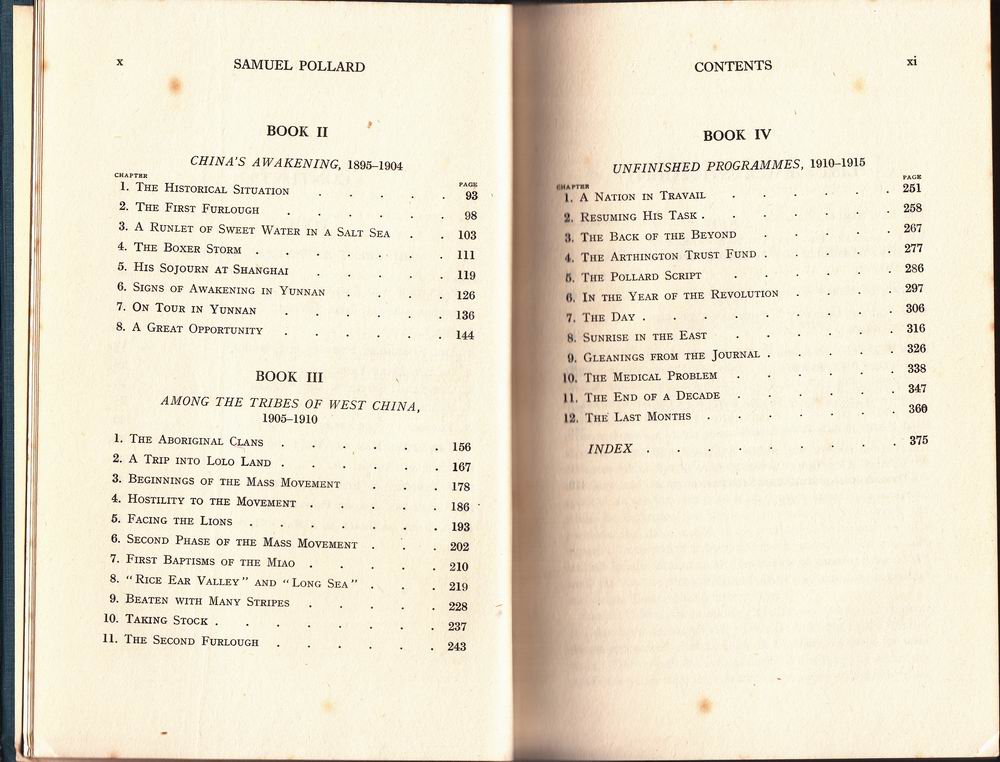 x SAMUEL POLLARD
BOOK II
CHINA'S AWAKENING, 1895–1904
CHAPTER PAGE
1. The Historical Situation . . . . 93
2. The First Furlough . . . . . 98
3. A Runlet of Sweet Water in a Salt Sea . . 103
4. The Boxer Storm . . . . . . 111
5. His Sojourn at Shanghai . . . . 119
6. Signs of Awakening in Yunnan . . . . 126
7. On Tour in Yunnan . . . . . 136
8. A Great Opportunity . . . . . 144
BOOK III
AMONG THE TRIBES OF WEST CHINA,
1905–1910
1. The Aboriginal Clans . . . . . . 156
2. A Trip into Lolo Land . . . . . . 167
3. Beginnings of the Mass Movement . . . 178
4. Hostility to the Movement . . . . . 186
5. Facing the Lions . . . . . . 193
6. Second Phase of the Mass Movement . . . 202
7. First Baptisms of the Miao . . . . . 210
8. "Rice Ear Valley" and "Long Sea" . . . 219
9. Beaten with Many Stripes . . . . . 228
10. Taking Stock . . . . . . . . 237
11. The Second Furlough . . . . . . 243
CONTENTS xi
BOOK IV
UNFINISHED PROGRAMMES, 1910–1915
CHAPTER PAGE
1. A Nation in Travail . . . . . 251
2. Resuming His Task . . . . . . 258
3. The Back of the Beyond . . . . . 267
4. The Arthington Trust Fund . . . . . 277
5. The Pollard Script . . . . . 286
6. In the Year of the Revolution . . . . 297
7. The Day . . . . . . . . 306
8. Sunrise in the East . . . . . 316
9. Gleanings from the Journal . . . . . 326
10. The Medical Problem . . . . . 338
11. The End of a Decade . . . . . 347
12. The Last Months . . . . . . 360
INDEX . . . . . . . 375